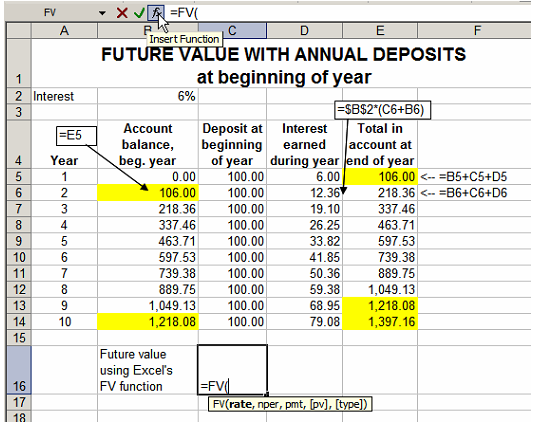 FV =FV(
Insert Function
A B C D E F
1 FUTURE VALUE WITH ANNUAL DEPOSITS
at beginning of year
2 Interest 6%
3 =$B$2*(C6+B6)
=E5
4 Year Account balance, beg. year Deposit at beginning of year Interest earned during year Total in account at end of year
5 1 0.00 100.00 6.00 106.00 <-- =B5+C5+D5
6 2 106.00 100.00 12.36 218.36 <-- =B6+C6+D6
7 3 218.36 100.00 19.10 337.46
8 4 337.46 100.00 26.25 463.71
9 5 463.71 100.00 33.82 597.53
10 6 597.53 100.00 41.85 739.38
11 7 739.38 100.00 50.36 889.75
12 8 889.75 100.00 59.38 1,049.13
13 9 1,049.13 100.00 68.95 1,218.08
14 10 1,218.08 100.00 79.08 1,397.16
15
Future value
using Excel's
16 FV function =FV(
17 FV(rate, nper, pmt, [pv], [type])
18